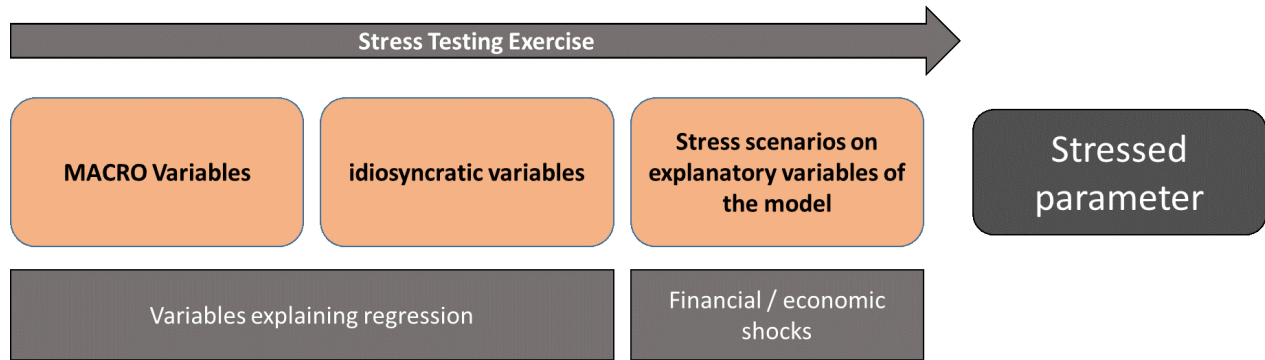 Stress Testing Exercise
MACRO Variables
idiosyncratic variables
Stress scenarios on
explanatory variables of
the model
Stressed
parameter
Variables explaining regression
Financial / economic
shocks